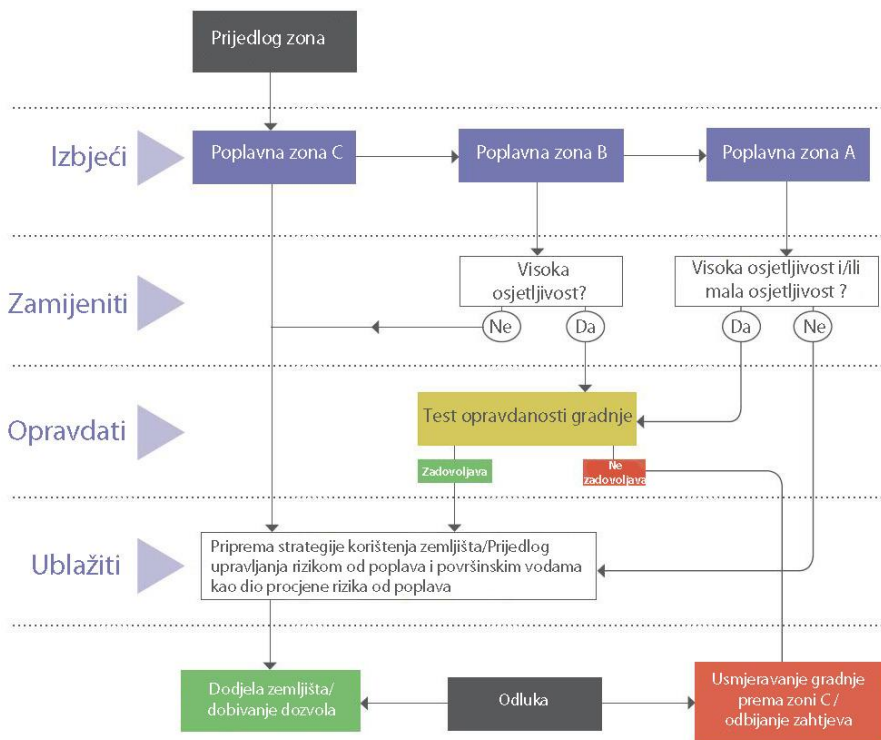 Prijedlog zona
Izbjeći
Poplavna zona C
Poplavna zona B
Poplavna zona A
Zamijeniti
Visoka
osjetljivost?
Visoka osjetljivost i/ili
mala osjetljivost ?
Ne
Da
Da
Ne
Opravdati
Test opravdanosti gradnje
Zadovoljava
Ne
zadovoljava
Ublažiti
Priprema strategije korištenja zemljišta/Prijedlog
upravljanja rizikom od poplava i površinskim vodama
kao dio procjene rizika od poplava
Dodjela zemljišta/
dobivanje dozvola
Odluka
Usmjeravanje gradnje
prema zoni C /
odbijanje zahtjeva